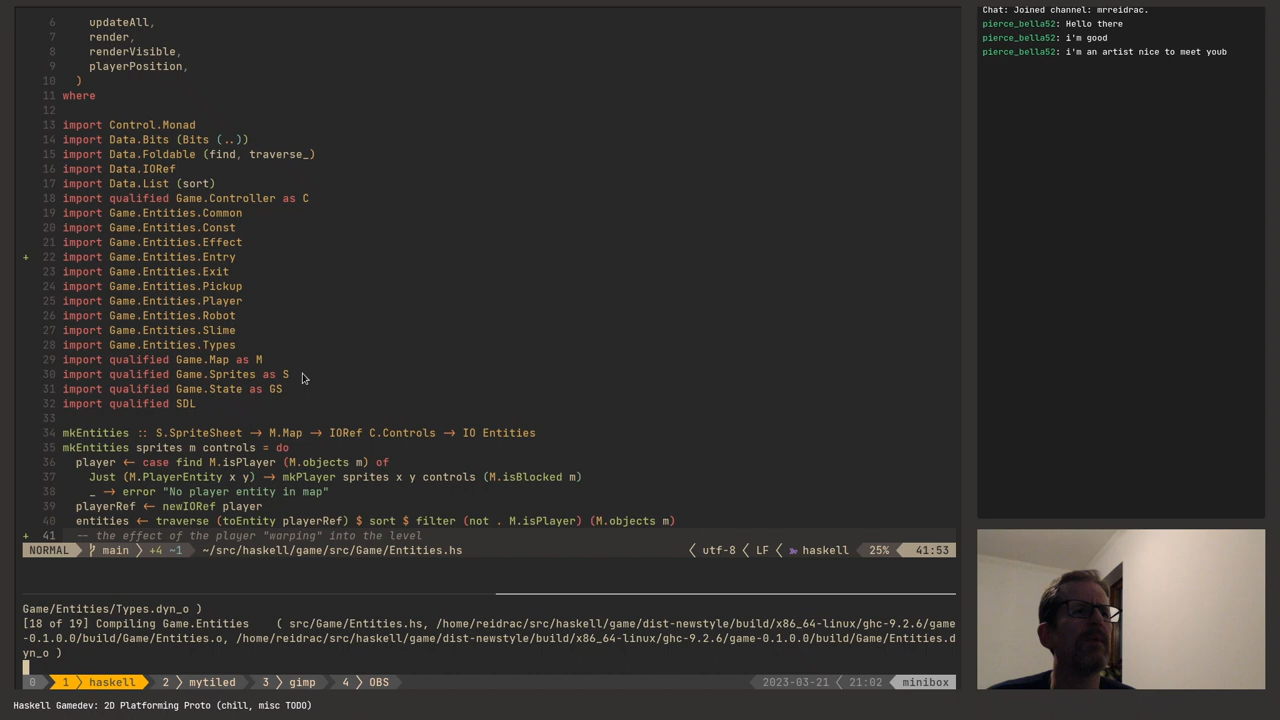 6     updateAll,
7     render,
8     renderVisible,
9     playerPosition,
10   )
11 where
12
13 import Control.Monad
14 import Data.Bits (Bits (..))
15 import Data.Foldable (find, traverse_)
16 import Data.IORef
17 import Data.List (sort)
18 import qualified Game.Controller as C
19 import Game.Entities.Common
20 import Game.Entities.Const
21 import Game.Entities.Effect
+ 22 import Game.Entities.Entry
23 import Game.Entities.Exit
24 import Game.Entities.Pickup
25 import Game.Entities.Player
26 import Game.Entities.Robot
27 import Game.Entities.Slime
28 import Game.Entities.Types
29 import qualified Game.Map as M
30 import qualified Game.Sprites as S
31 import qualified Game.State as GS
32 import qualified SDL
33
34 mkEntities :: S.SpriteSheet → M.Map → IORef C.Controls → IO Entities
35 mkEntities sprites m controls = do
36   player ← case find M.isPlayer (M.objects m) of
37     Just (M.PlayerEntity x y) → mkPlayer sprites x y controls (M.isBlocked m)
38     _ → error "No player entity in map"
39   playerRef ← newIORef player
40   entities ← traverse (toEntity playerRef) $ sort $ filter (not . M.isPlayer) (M.objects m)
+ 41   -- the effect of the player "warping" into the level
NORMAL main +4 ~1 ~/src/haskell/game/src/Game/Entities.hs utf-8 LF haskell 25% 41:53
Game/Entities/Types.dyn_o )
[18 of 19] Compiling Game.Entities    ( src/Game/Entities.hs, /home/reidrac/src/haskell/game/dist-newstyle/build/x86_64-linux/ghc-9.2.6/game
-0.1.0.0/build/Game/Entities.o, /home/reidrac/src/haskell/game/dist-newstyle/build/x86_64-linux/ghc-9.2.6/game-0.1.0.0/build/Game/Entities.d
yn_o )
0 1 haskell 2 mytiled 3 gimp 4 OBS 2023-03-21 21:02 minibox
Haskell Gamedev: 2D Platforming Proto (chill, misc TODO)
Chat: Joined channel: mrreidrac.
pierce_bella52: Hello there
pierce_bella52: i'm good
pierce_bella52: i'm an artist nice to meet youb